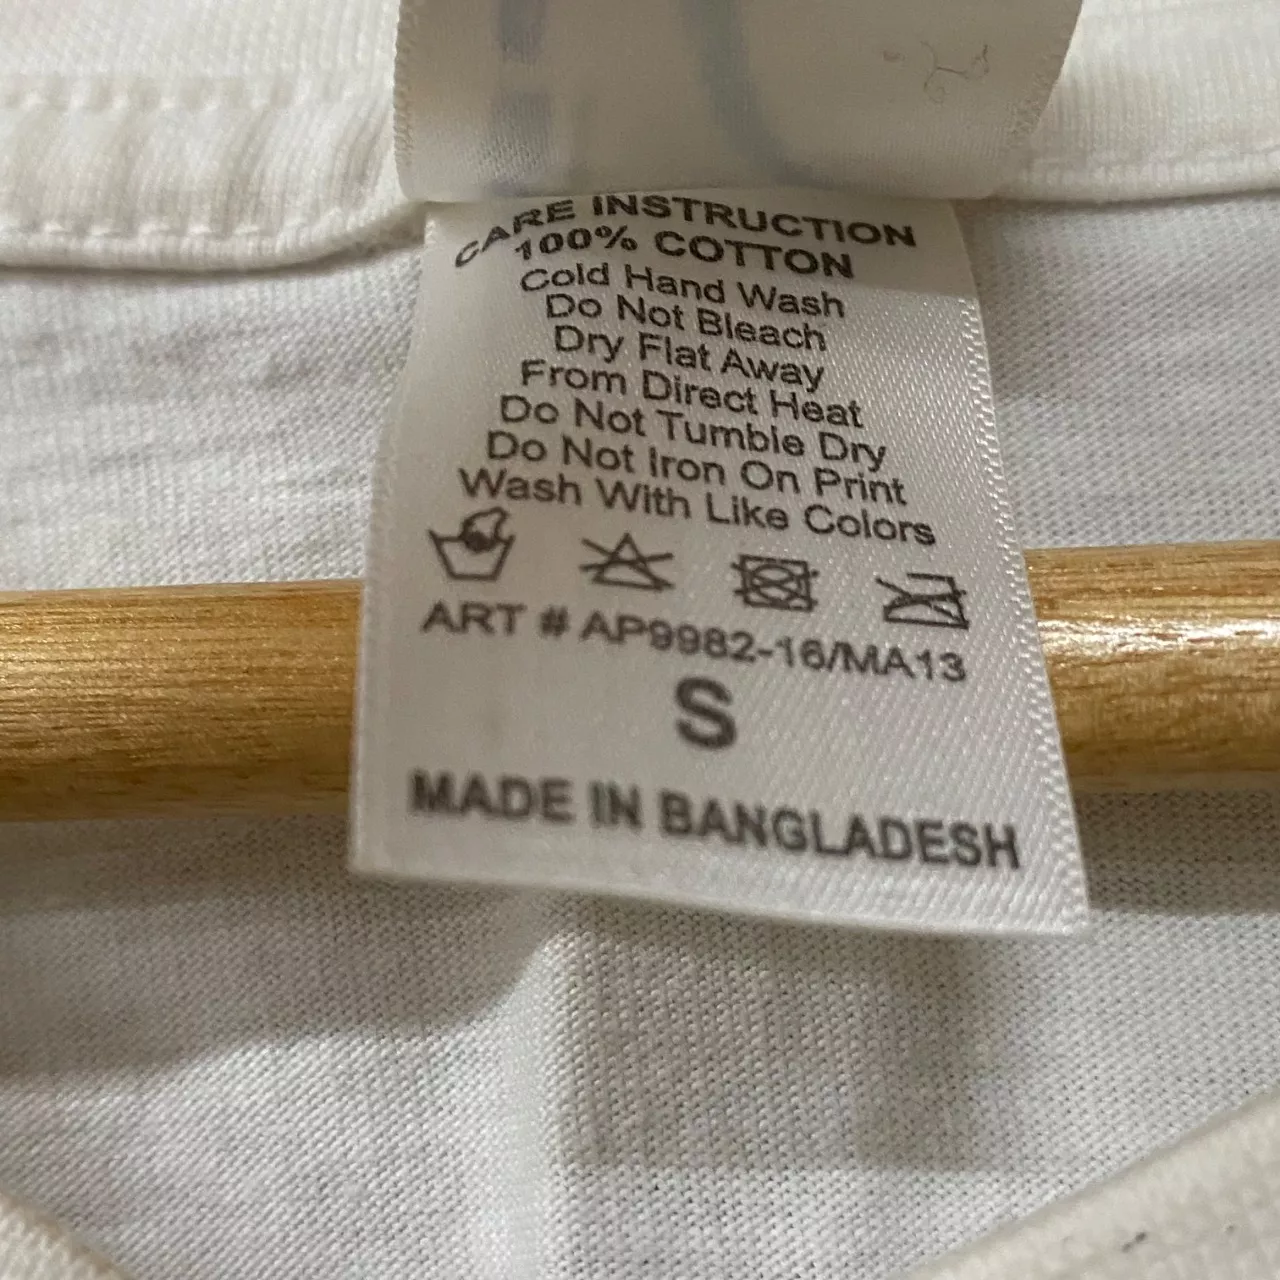 CARE INSTRUCTION
100% COTTON
Cold Hand Wash
Do Not Bleach
Dry Flat Away
From Direct Heat
Do Not Tumble Dry
Do Not Iron On Print
Wash With Like Colors
ART # AP9982-16/MA13
S
MADE IN BANGLADESH